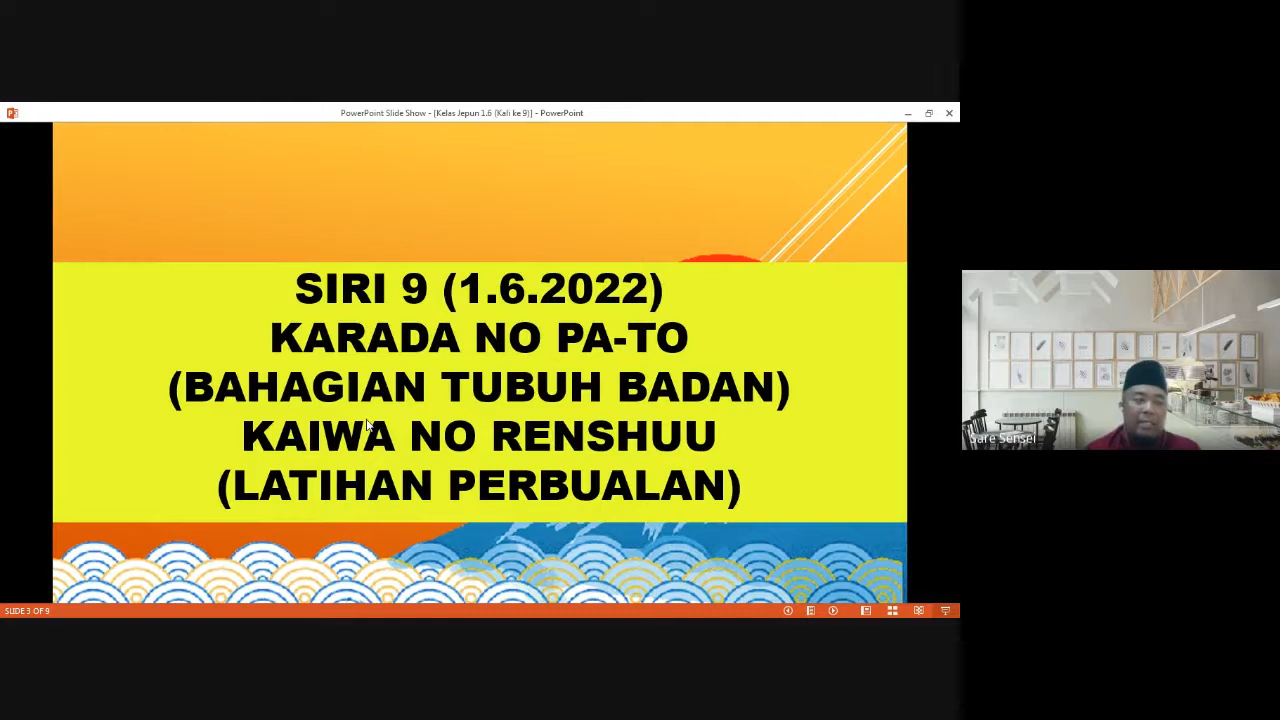 PowerPoint Slide Show - [Kelas Jepun 1.6 (Kali ke 9)] - PowerPoint
SIRI 9 (1.6.2022)
KARADA NO PA-TO
(BAHAGIAN TUBUH BADAN)
KAIWA NO RENSHUU
(LATIHAN PERBUALAN)
Sare Sensei
SLIDE 3 OF 9